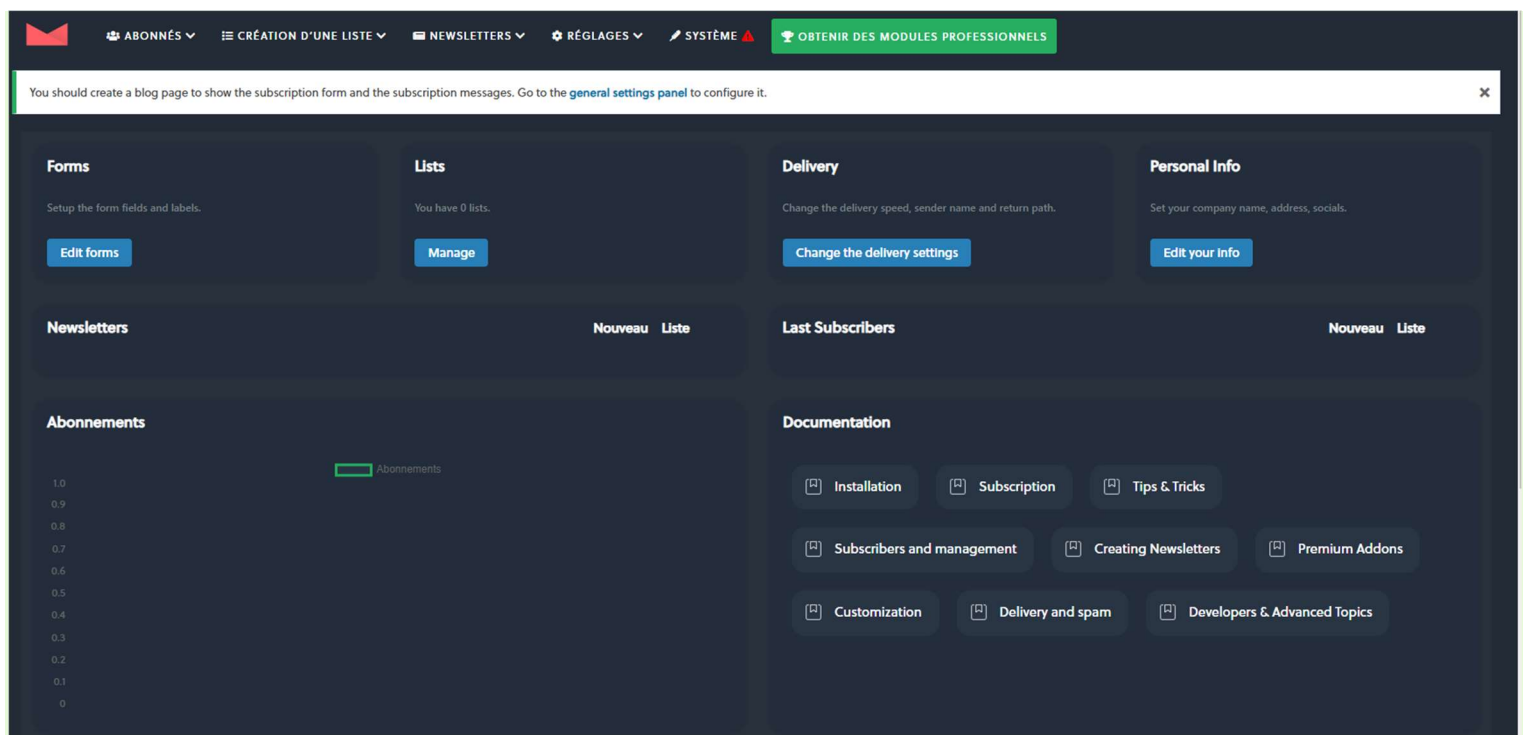 ABONNÉS CRÉATION D'UNE LISTE NEWSLETTERS RÉGLAGES SYSTÈME OBTENIR DES MODULES PROFESSIONNELS
You should create a blog page to show the subscription form and the subscription messages. Go to the general settings panel to configure it.
Forms
Setup the form fields and labels.
Edit forms
Lists
You have 0 lists.
Manage
Delivery
Change the delivery speed, sender name and return path.
Change the delivery settings
Personal Info
Set your company name, address, socials.
Edit your info
Newsletters Nouveau Liste
Last Subscribers Nouveau Liste
Abonnements
Abonnements
1.0
0.9
0.8
0.7
0.6
0.5
0.4
0.3
0.2
0.1
0
Documentation
Installation Subscription Tips & Tricks
Subscribers and management Creating Newsletters Premium Addons
Customization Delivery and spam Developers & Advanced Topics